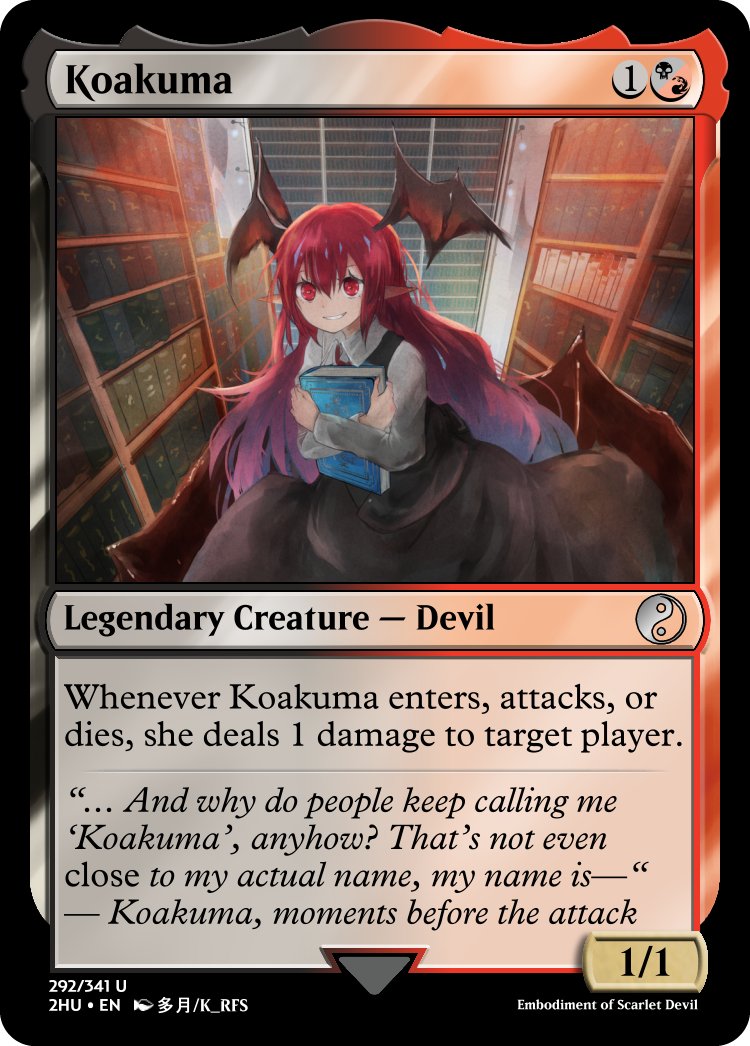 Koakuma 1
Legendary Creature — Devil
Whenever Koakuma enters, attacks, or
dies, she deals 1 damage to target player.
“… And why do people keep calling me
‘Koakuma’, anyhow? That’s not even
close to my actual name, my name is—“
— Koakuma, moments before the attack
1/1
292/341 U
2HU • EN 多月/K_RFS
Embodiment of Scarlet Devil